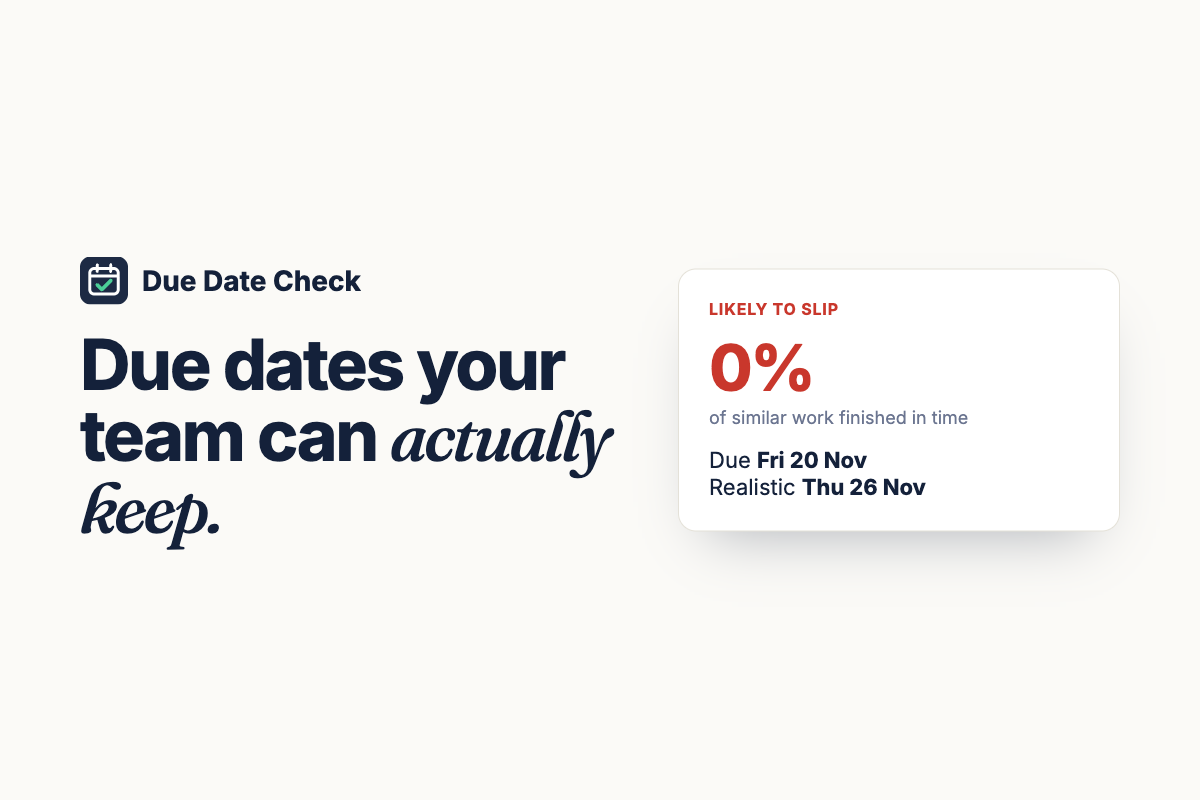 Due Date Check
Due dates your
team can actually
keep.
LIKELY TO SLIP
0%
of similar work finished in time
Due Fri 20 Nov
Realistic Thu 26 Nov